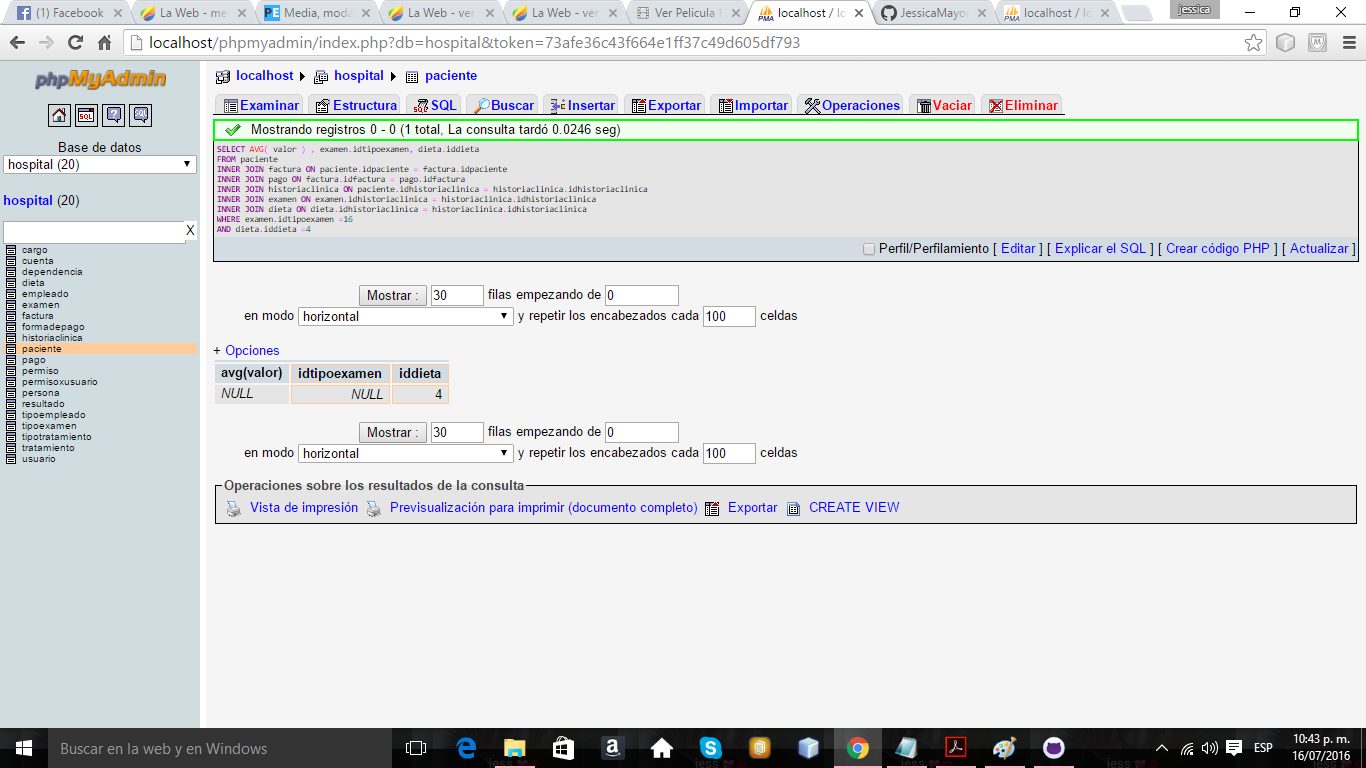 (1) Facebook
La Web - me
Media, moda
La Web - ver
La Web - ver
Ver Pelicula
localhost / lo
JessicaMayo
localhost / lo
jessica
localhost/phpmyadmin/index.php?db=hospital&token=73afe36c43f664e1ff37c49d605df793
phpMyAdmin
Base de datos
hospital (20)
hospital (20)
X
cargo
cuenta
dependencia
dieta
empleado
examen
factura
formadepago
historiaclinica
paciente
pago
permiso
permisoxusuario
persona
resultado
tipoempleado
tipoexamen
tipotratamiento
tratamiento
usuario
localhost hospital paciente
Examinar Estructura SQL Buscar Insertar Exportar Importar Operaciones Vaciar Eliminar
Mostrando registros 0 - 0 (1 total, La consulta tardó 0.0246 seg)
SELECT AVG( valor ) , examen.idtipoexamen, dieta.iddieta
FROM paciente
INNER JOIN factura ON paciente.idpaciente = factura.idpaciente
INNER JOIN pago ON factura.idfactura = pago.idfactura
INNER JOIN historiaclinica ON paciente.idhistoriaclinica = historiaclinica.idhistoriaclinica
INNER JOIN examen ON examen.idhistoriaclinica = historiaclinica.idhistoriaclinica
INNER JOIN dieta ON dieta.idhistoriaclinica = historiaclinica.idhistoriaclinica
WHERE examen.idtipoexamen =16
AND dieta.iddieta =4
Perfil/Perfilamiento [ Editar ] [ Explicar el SQL ] [ Crear código PHP ] [ Actualizar ]
Mostrar : 30 filas empezando de 0
en modo horizontal y repetir los encabezados cada 100 celdas
+ Opciones
avg(valor) idtipoexamen iddieta
NULL NULL 4
Mostrar : 30 filas empezando de 0
en modo horizontal y repetir los encabezados cada 100 celdas
Operaciones sobre los resultados de la consulta
Vista de impresión Previsualización para imprimir (documento completo) Exportar CREATE VIEW
Buscar en la web y en Windows
ESP
10:43 p. m.
16/07/2016